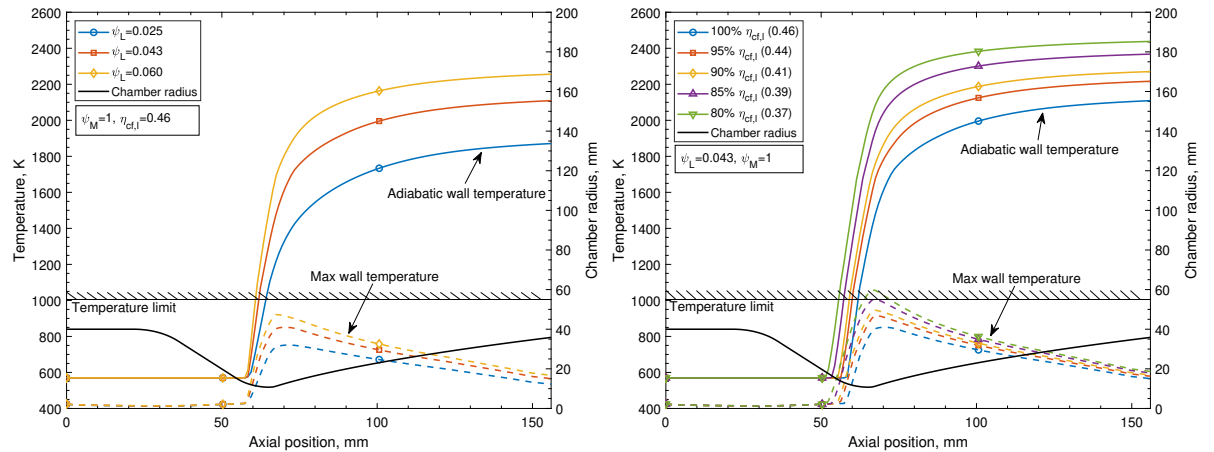 2600
2400
2200
2000
1800
1600
1400
1200
1000
800
600
400
Temperature, K
ψL=0.025
ψL=0.043
ψL=0.060
Chamber radius
ψM=1, ηcf,l=0.46
Adiabatic wall temperature
Max wall temperature
Temperature limit
0
50
100
150
Axial position, mm
200
180
160
140
120
100
80
60
40
20
0
Chamber radius, mm
2600
2400
2200
2000
1800
1600
1400
1200
1000
800
600
400
Temperature, K
100% ηcf,l (0.46)
95% ηcf,l (0.44)
90% ηcf,l (0.41)
85% ηcf,l (0.39)
80% ηcf,l (0.37)
Chamber radius
ψL=0.043, ψM=1
Adiabatic wall temperature
Max wall temperature
Temperature limit
0
50
100
150
Axial position, mm
200
180
160
140
120
100
80
60
40
20
0
Chamber radius, mm